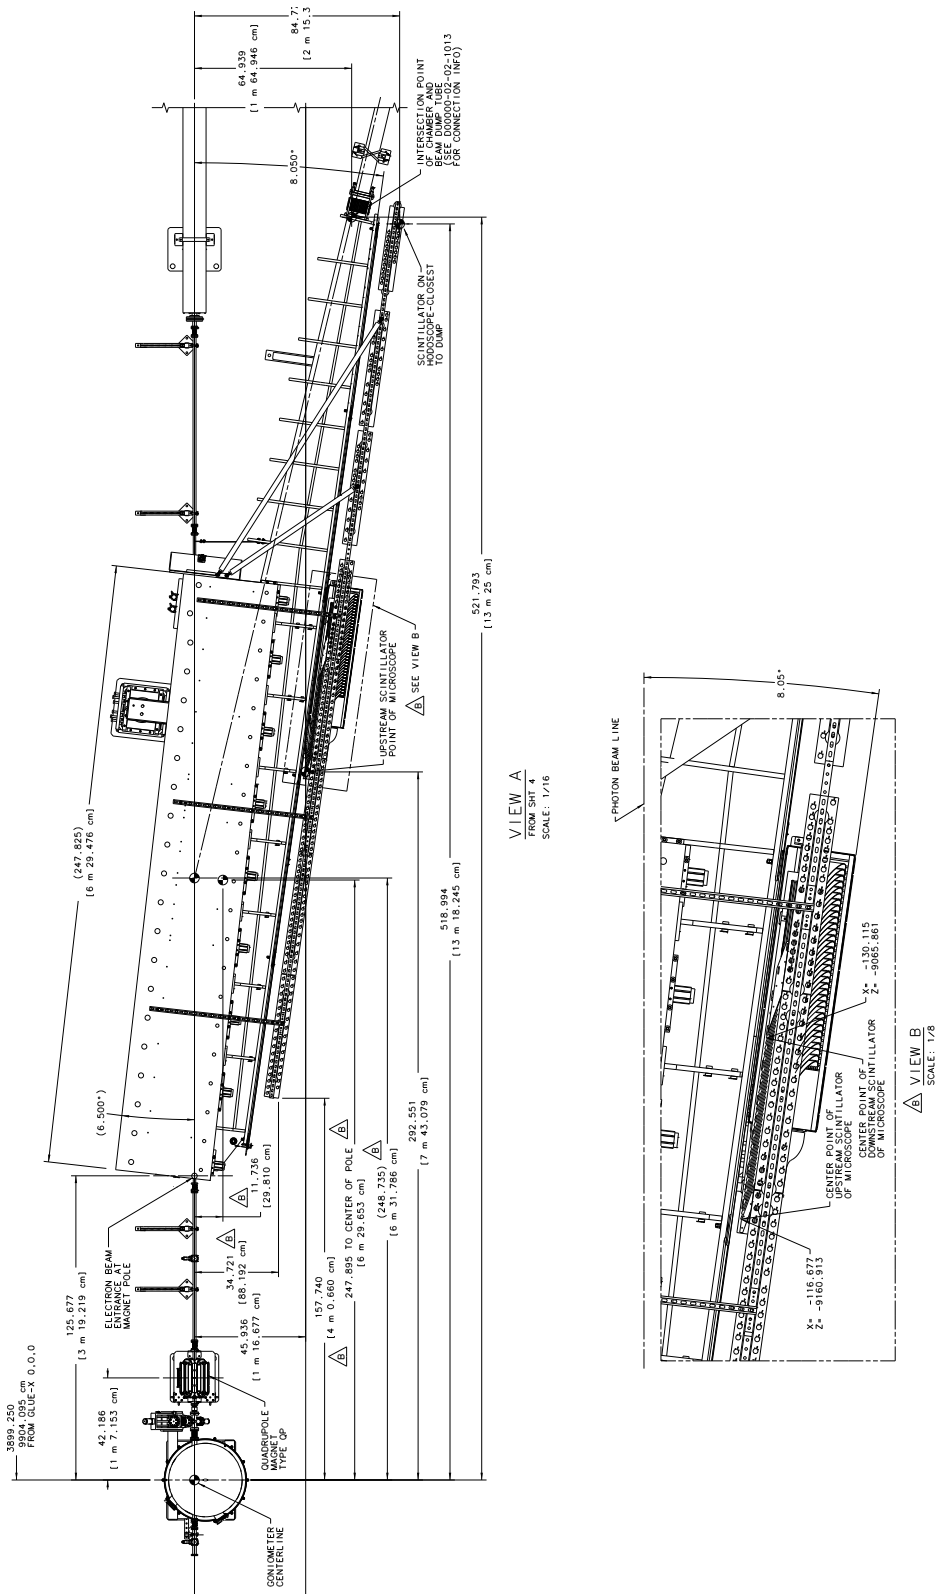 84.7
[2 m 15.3
64.939
[1 m 64.946 cm]
8.050°
INTERSECTION POINT
OF CHAMBER AND
BEAM DUMP TUBE
(SEE D00000-02-02-1013
FOR CONNECTION INFO)
SCINTILLATOR ON
HODOSCOPE-CLOSEST
TO DUMP
521.793
[13 m 25 cm]
518.994
[13 m 18.245 cm]
UPSTREAM SCINTILLATOR
POINT OF MICROSCOPE
B SEE VIEW B
(247.825)
[6 m 29.476 cm]
(6.500°)
292.551
[7 m 43.079 cm]
(248.735) B
[6 m 31.786 cm]
247.895 TO CENTER OF POLE B
[6 m 29.653 cm]
157.740
[4 m 0.660 cm]
B
11.736
[29.810 cm]
B
34.721 B
[88.192 cm]
45.936
[1 m 16.677 cm]
ELECTRON BEAM
ENTRANCE AT
MAGNET POLE
125.677
[3 m 19.219 cm]
42.186
[1 m 7.153 cm]
3899.250
9904.095 cm
FROM GLUE-X 0,0,0
QUADRUPOLE
MAGNET
TYPE QP
GONIOMETER
CENTERLINE
VIEW A
FROM SHT 4
SCALE: 1/16
PHOTON BEAM LINE
8.05°
X= -130.115
Z= -9065.861
CENTER POINT OF
DOWNSTREAM SCINTILLATOR
OF MICROSCOPE
CENTER POINT OF
UPSTREAM SCINTILLATOR
OF MICROSCOPE
X= -116.677
Z= -9160.913
B VIEW B
SCALE: 1/8